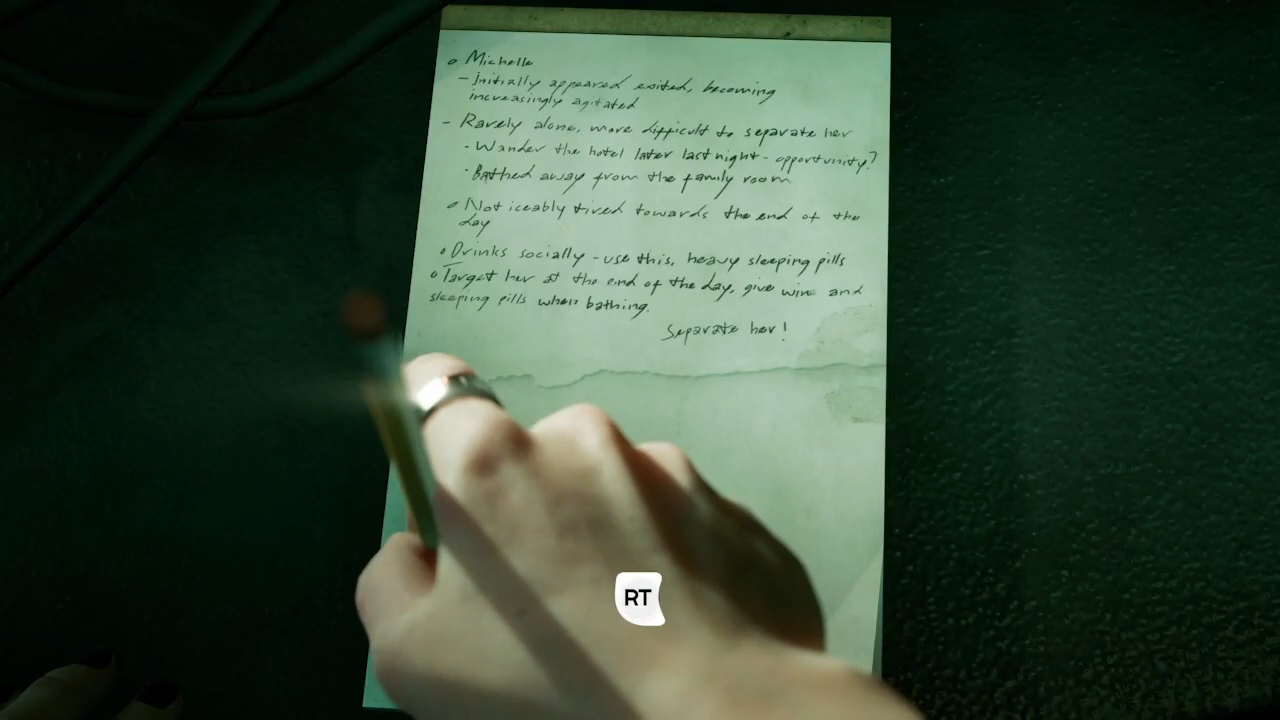 o Michelle
- Initially appeared exited, becoming
increasingly agitated
- Rarely alone, more difficult to separate her
- Wander the hotel later last night - opportunity?
· Bathed away from the family room
o Noticeably tired towards the end of the
day
o Drinks socially - use this, heavy sleeping pills
o Target her at the end of the day, give wine and
sleeping pills when bathing.
Separate her!
RT